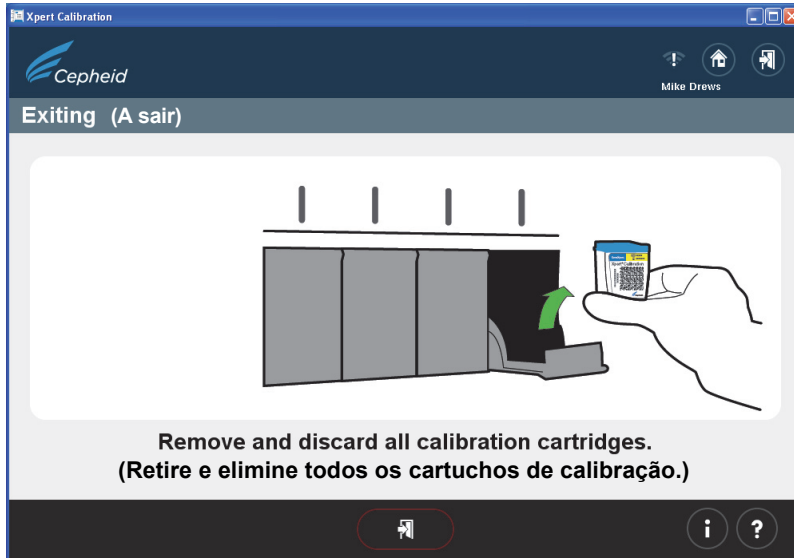 Xpert Calibration
Cepheid
Mike Drews
Exiting (A sair)
Xpert Calibration
Remove and discard all calibration cartridges.
(Retire e elimine todos os cartuchos de calibração.)
i ?